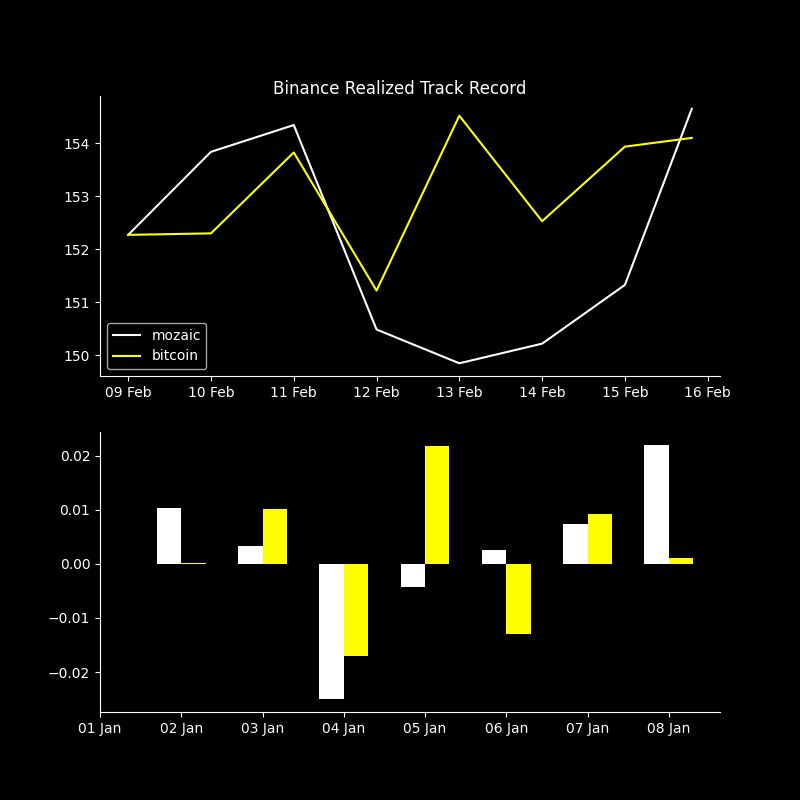 Binance Realized Track Record
154
153
152
151
150
mozaic
bitcoin
09 Feb 10 Feb 11 Feb 12 Feb 13 Feb 14 Feb 15 Feb 16 Feb
0.02
0.01
0.00
−0.01
−0.02
01 Jan 02 Jan 03 Jan 04 Jan 05 Jan 06 Jan 07 Jan 08 Jan